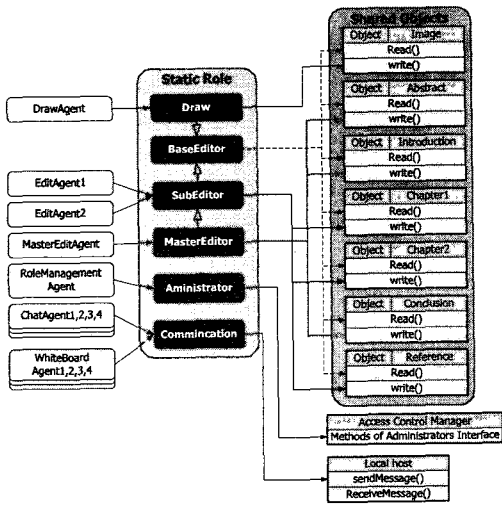 Shared Objects
Object Image
Read()
write()
Object Abstract
Read()
write()
Object Introduction
Read()
write()
Object Chapter1
Read()
write()
Object Chapter2
Read()
write()
Object Conclusion
Read()
write()
Object Reference
Read()
write()
Static Role
Draw
BaseEditor
SubEditor
MasterEditor
Aministrator
Commincation
DrawAgent
EditAgent1
EditAgent2
MasterEditAgent
RoleManagement
Agent
ChatAgent1,2,3,4
WhiteBoard
Agent1,2,3,4
Access Control Manager
Methods of Administrators Interface
Local host
sendMessage()
ReceiveMessage()